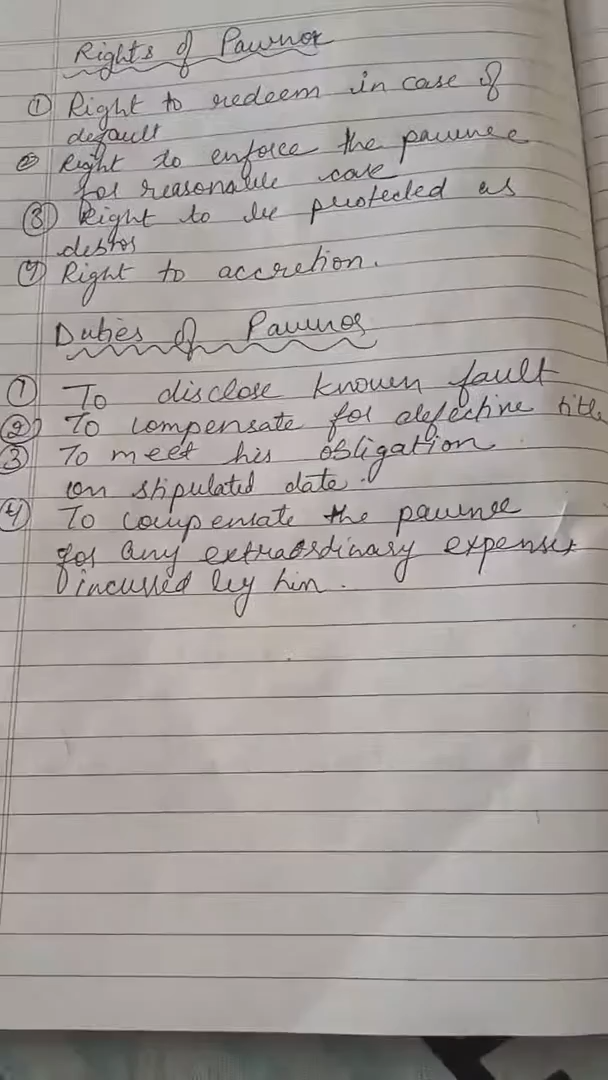 Rights of Pawnor
① Right to redeem in case of
default
② Right to enforce the pawnee
for reasonable care
③ Right to be protected as
debtor
④ Right to accretion.
Duties of Pawnor
① To disclose known fault
② To compensate for defective title
③ To meet his obligation
on stipulated date.
④ To compensate the pawnee
for any extraordinary expenses
incurred by him.